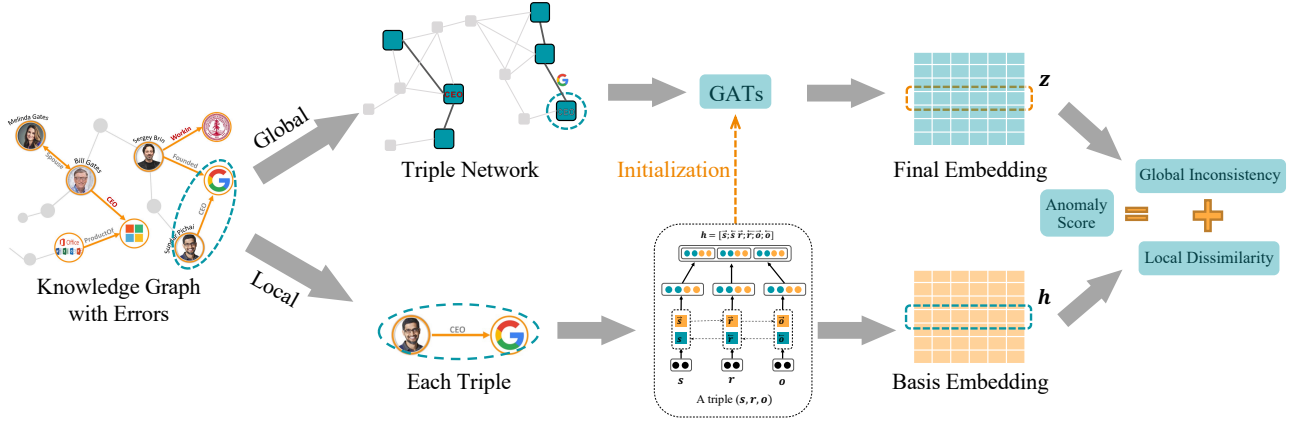 Melinda Gates
Spouse
Bill Gates
CEO
ProductOf
Office
Sergey Brin
WorkIn
Founded
CEO
Sundar Pichai
Knowledge Graph
with Errors
Global
Local
CEO
Triple Network
CEO
Each Triple
GATs
Initialization
s
r
o
s
r
o
s
r
o
A triple (s, r, o)
z
Final Embedding
h
Basis Embedding
Anomaly
Score
=
Global Inconsistency
+
Local Dissimilarity